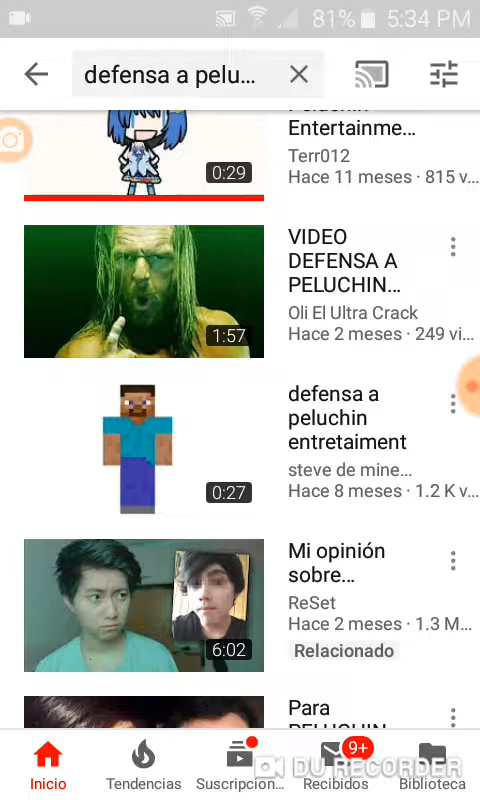 81% 5:34 PM
defensa a pelu...
Entertainme...
Terr012
Hace 11 meses · 815 v...
0:29
VIDEO
DEFENSA A
PELUCHIN...
Oli El Ultra Crack
Hace 2 meses · 249 vi...
1:57
defensa a
peluchin
entretaiment
steve de mine...
Hace 8 meses · 1.2 K v...
0:27
Mi opinión
sobre...
ReSet
Hace 2 meses · 1.3 M...
Relacionado
6:02
Para
PELUCHIN
9+
DU RECORDER
Inicio Tendencias Suscripcion... Recibidos Biblioteca